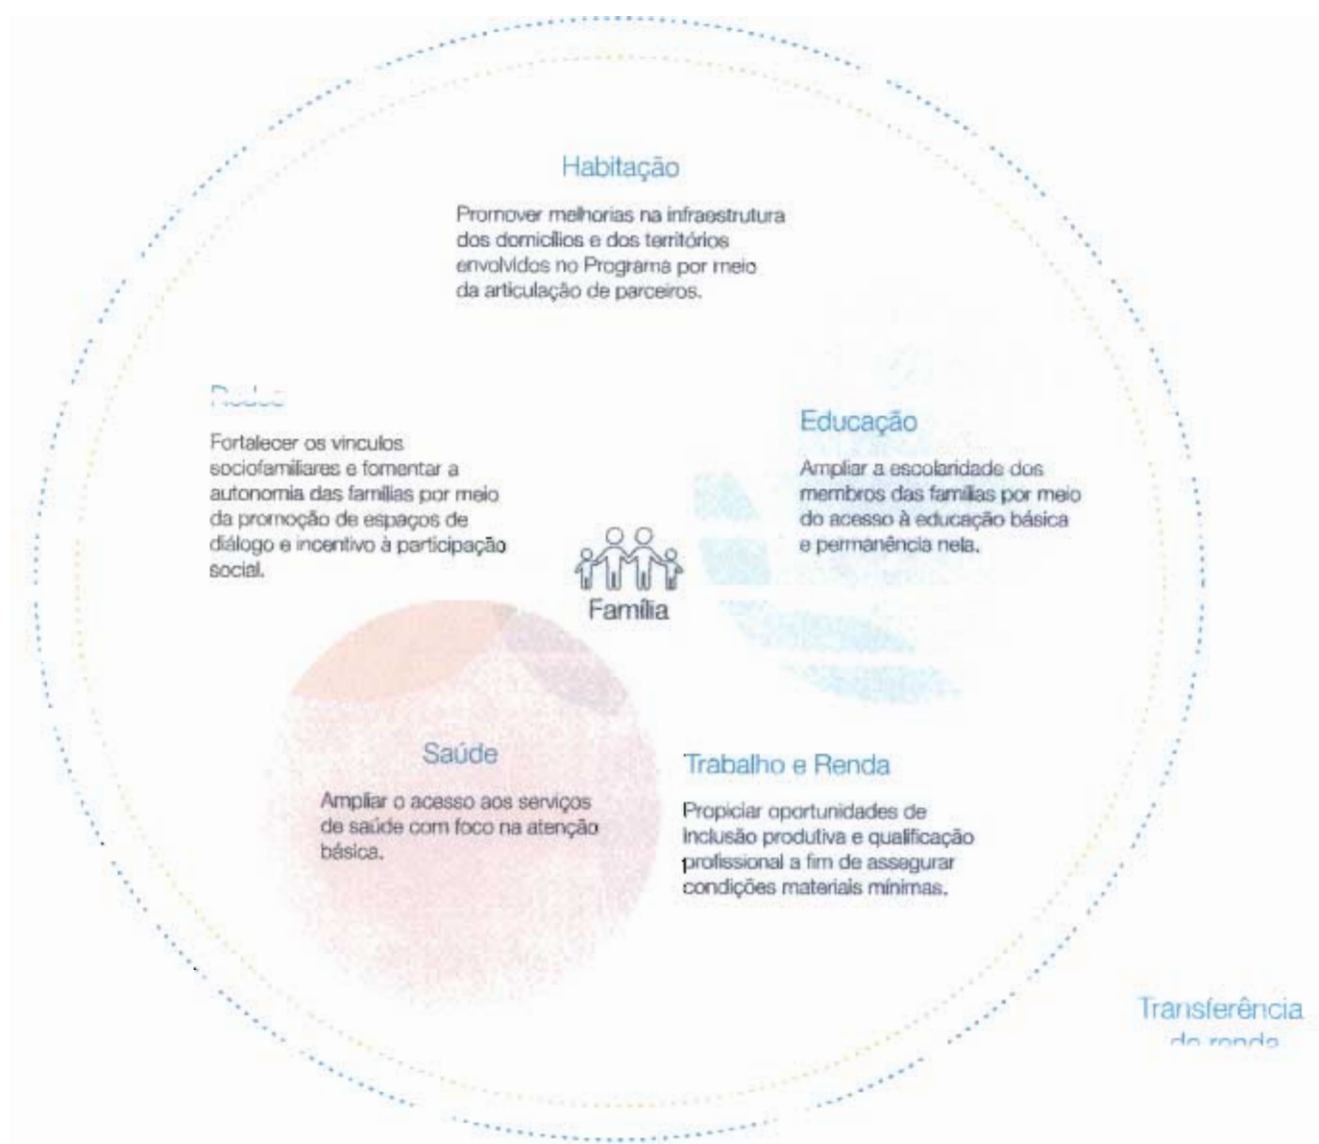 Habitação
Promover melhorias na infraestrutura
dos domicílios e dos territórios
envolvidos no Programa por meio
da articulação de parceiros.
Fortalecer os vinculos
sociofamiliares e fomentar a
autonomia das famílias por meio
da promoção de espaços de
diálogo e incentivo à participação
social.
Educação
Ampliar a escolaridade dos
membros das famílias por meio
do acesso à educação básica
e permanência nela.
Família
Saúde
Ampliar o acesso aos serviços
de saúde com foco na atenção
básica.
Trabalho e Renda
Propiciar oportunidades de
inclusão produtiva e qualificação
profissional a fim de assegurar
condições materiais mínimas.
Transferência
de renda